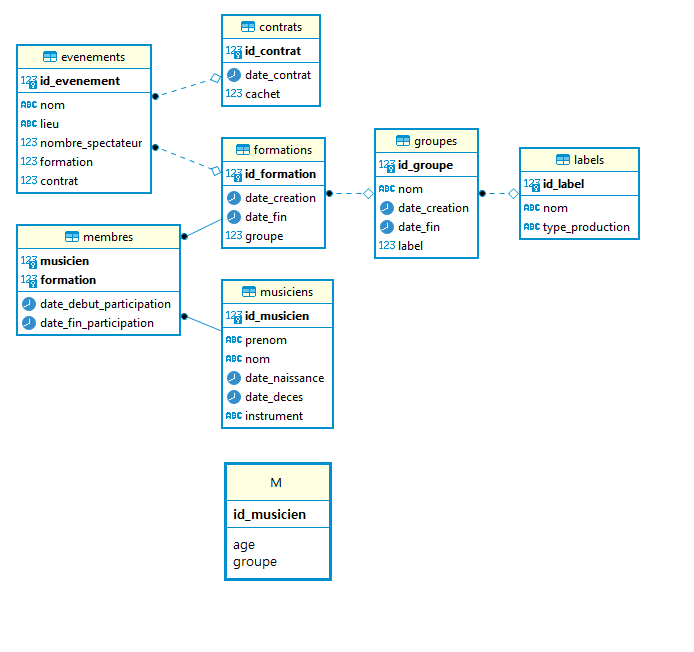 evenements
123 id_evenement
ABC nom
ABC lieu
123 nombre_spectateur
123 formation
123 contrat
contrats
123 id_contrat
date_contrat
123 cachet
formations
123 id_formation
date_creation
date_fin
123 groupe
groupes
123 id_groupe
ABC nom
date_creation
date_fin
123 label
labels
123 id_label
ABC nom
ABC type_production
membres
123 musicien
123 formation
date_debut_participation
date_fin_participation
musiciens
123 id_musicien
ABC prenom
ABC nom
date_naissance
date_deces
ABC instrument
M
id_musicien
age
groupe